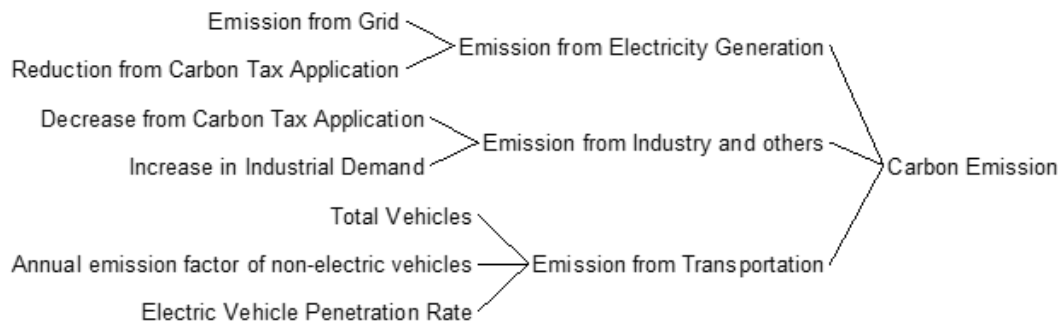 Emission from Grid
Reduction from Carbon Tax Application
Emission from Electricity Generation
Decrease from Carbon Tax Application
Increase in Industrial Demand
Emission from Industry and others
Total Vehicles
Annual emission factor of non-electric vehicles
Electric Vehicle Penetration Rate
Emission from Transportation
Carbon Emission